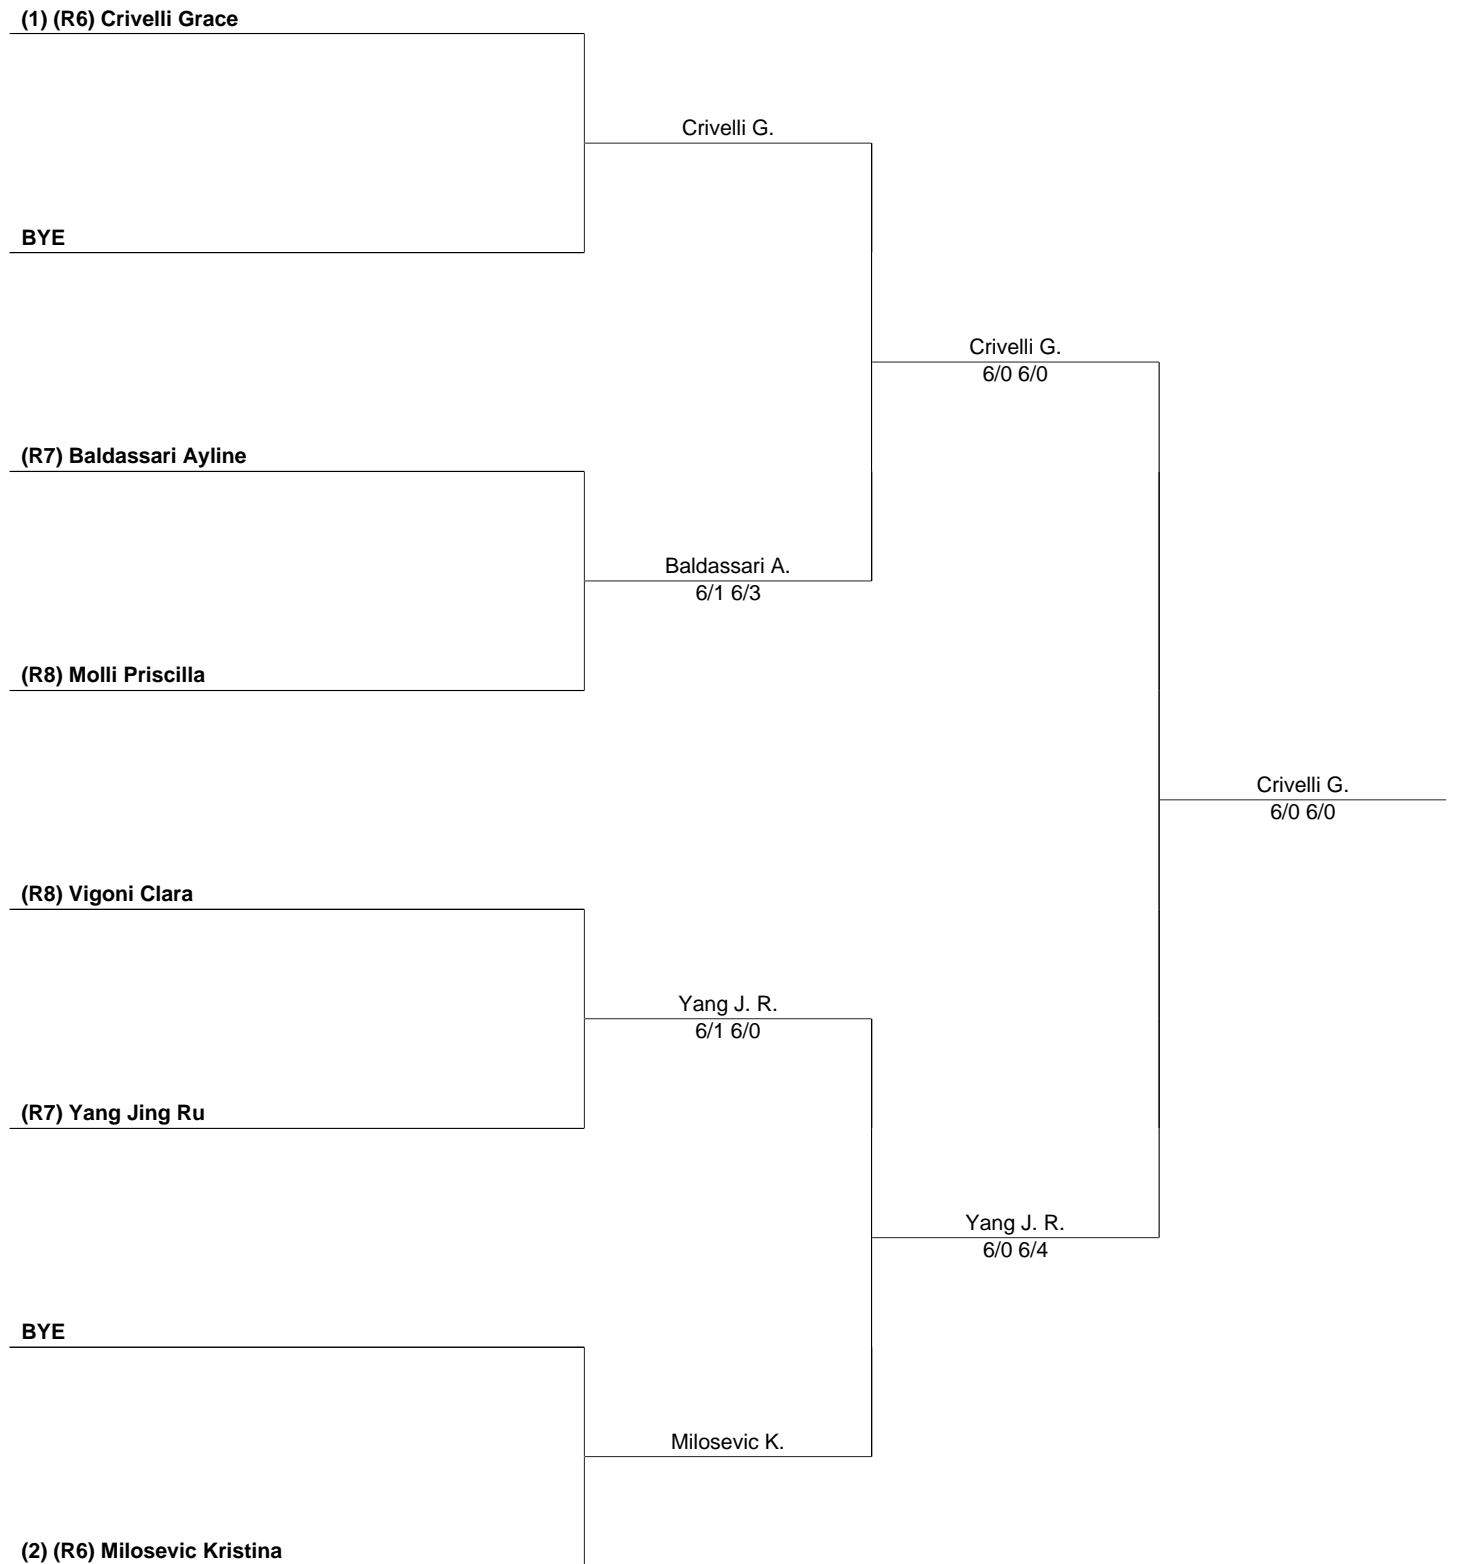 (1) (R6) Crivelli Grace
Crivelli G.
BYE
Crivelli G.
6/0 6/0
(R7) Baldassari Ayline
Baldassari A.
6/1 6/3
(R8) Molli Priscilla
Crivelli G.
6/0 6/0
(R8) Vigoni Clara
Yang J. R.
6/1 6/0
(R7) Yang Jing Ru
Yang J. R.
6/0 6/4
BYE
Milosevic K.
(2) (R6) Milosevic Kristina